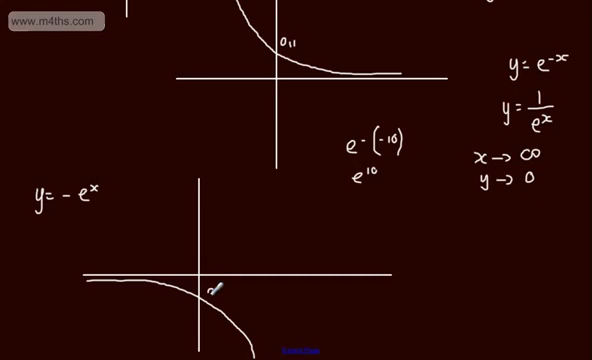 www.m4ths.com
0,1
y = e^-x
y = 1/e^x
e^-(-10)
e^10
x → ∞
y → 0
y = -e^x